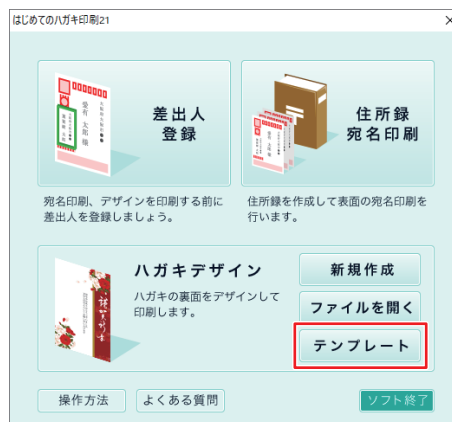 はじめてのハガキ印刷21
差出人
登録
住所録
宛名印刷
宛名印刷、デザインを印刷する前に
差出人を登録しましょう。
住所録を作成して表面の宛名印刷を
行います。
ハガキデザイン
ハガキの裏面をデザインして
印刷します。
新規作成
ファイルを開く
テンプレート
操作方法
よくある質問
ソフト終了